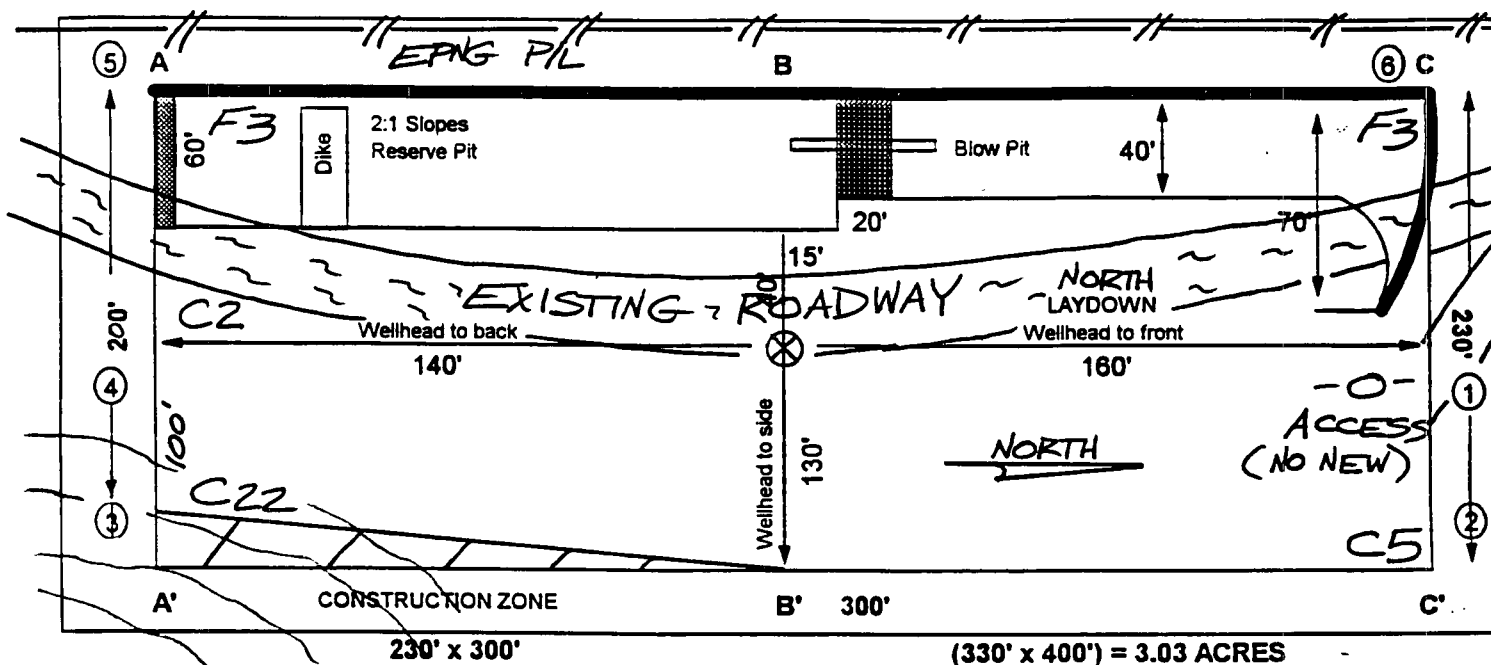 EPNG P/L
⑤ A B ⑥ C
F3
60'
Dike
2:1 Slopes
Reserve Pit
Blow Pit
40'
F3
70'
20'
15'
EXISTING ROADWAY
NORTH
LAYDOWN
C2
Wellhead to back
Wellhead to front
200'
140'
160'
230'
④
100'
-0-
①
ACCESS
(NO NEW)
NORTH
Wellhead to side
130'
C22
③
②
C5
A' CONSTRUCTION ZONE B' 300' C'
230' x 300' (330' x 400') = 3.03 ACRES